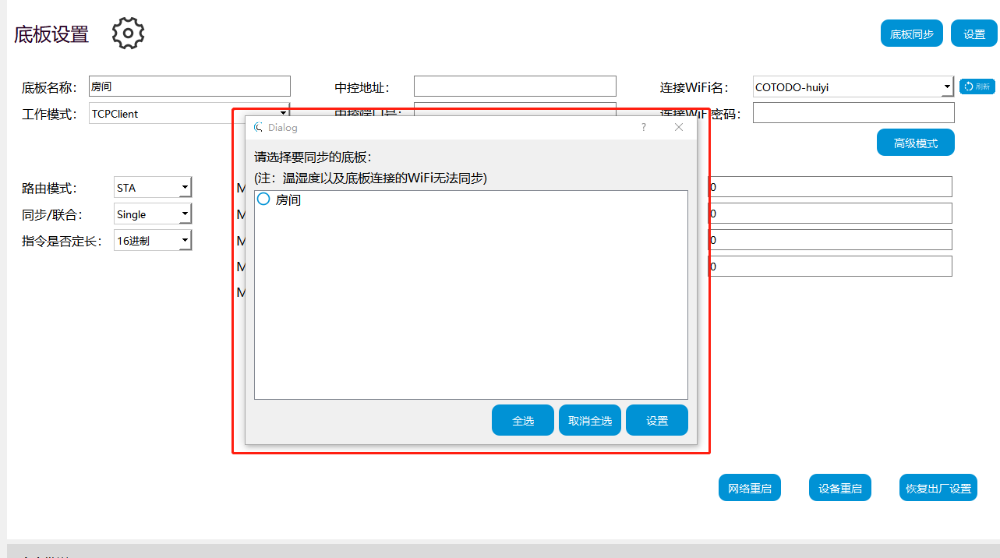 底板设置
底板同步 设置
底板名称： 房间 中控地址： 连接WiFi名： COTODO-huiyi 刷新
工作模式： TCPClient 中控端口号： 连接WiFi密码：
高级模式
Dialog ?
请选择要同步的底板：
(注：温湿度以及底板连接的WiFi无法同步)
房间
路由模式： STA M 0
同步/联合： Single M 0
指令是否定长： 16进制 M 0
M 0
M
全选 取消全选 设置
网络重启 设备重启 恢复出厂设置